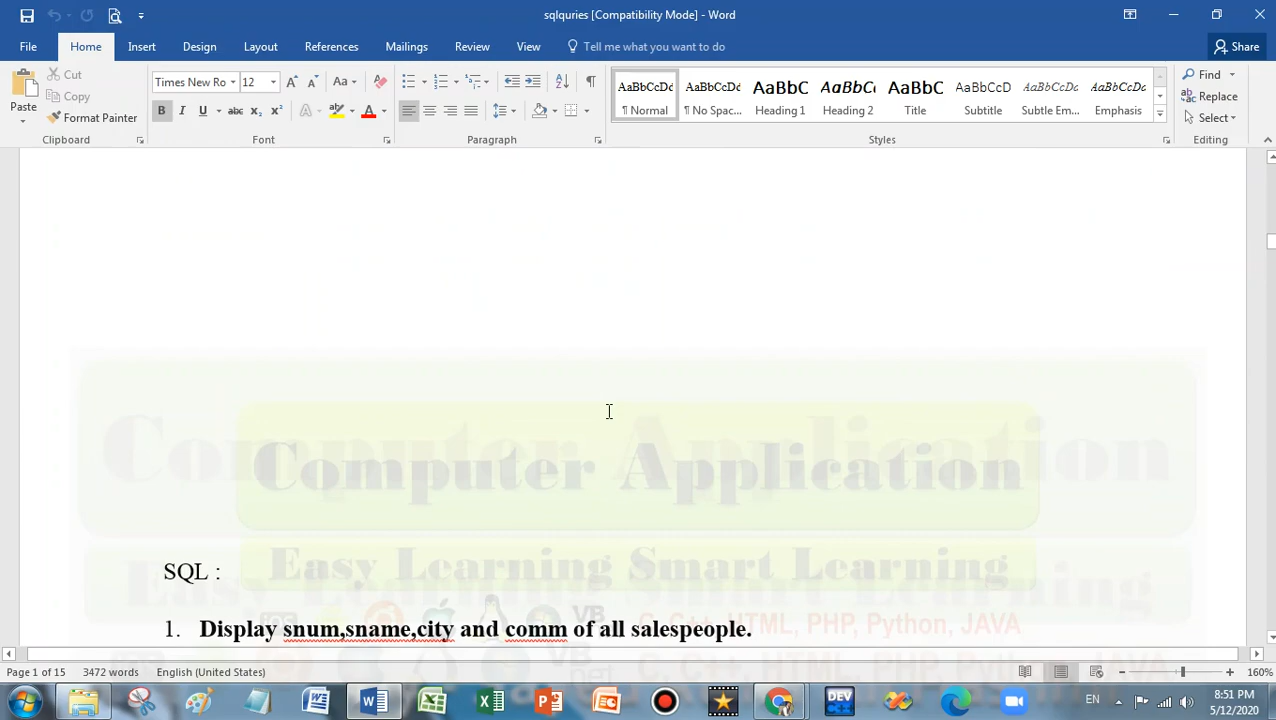 sqlquries [Compatibility Mode] - Word
File Home Insert Design Layout References Mailings Review View Tell me what you want to do Share
Paste
Cut
Copy
Format Painter
Clipboard
Times New Ro 12
Font
Paragraph
AaBbCcDc AaBbCcDc AaBbC AaBbCc AaBbC AaBbCcD AaBbCcDc AaBbCcDc
¶ Normal ¶ No Spac... Heading 1 Heading 2 Title Subtitle Subtle Em... Emphasis
Styles
Find
Replace
Select
Editing
Computer Application
Computer Application
Easy Learning Smart Learning
SQL :
VB
C, C++ HTML, PHP, Python, JAVA
1. Display snum,sname,city and comm of all salespeople.
Page 1 of 15 3472 words English (United States) 160%
DEV
EN
8:51 PM
5/12/2020